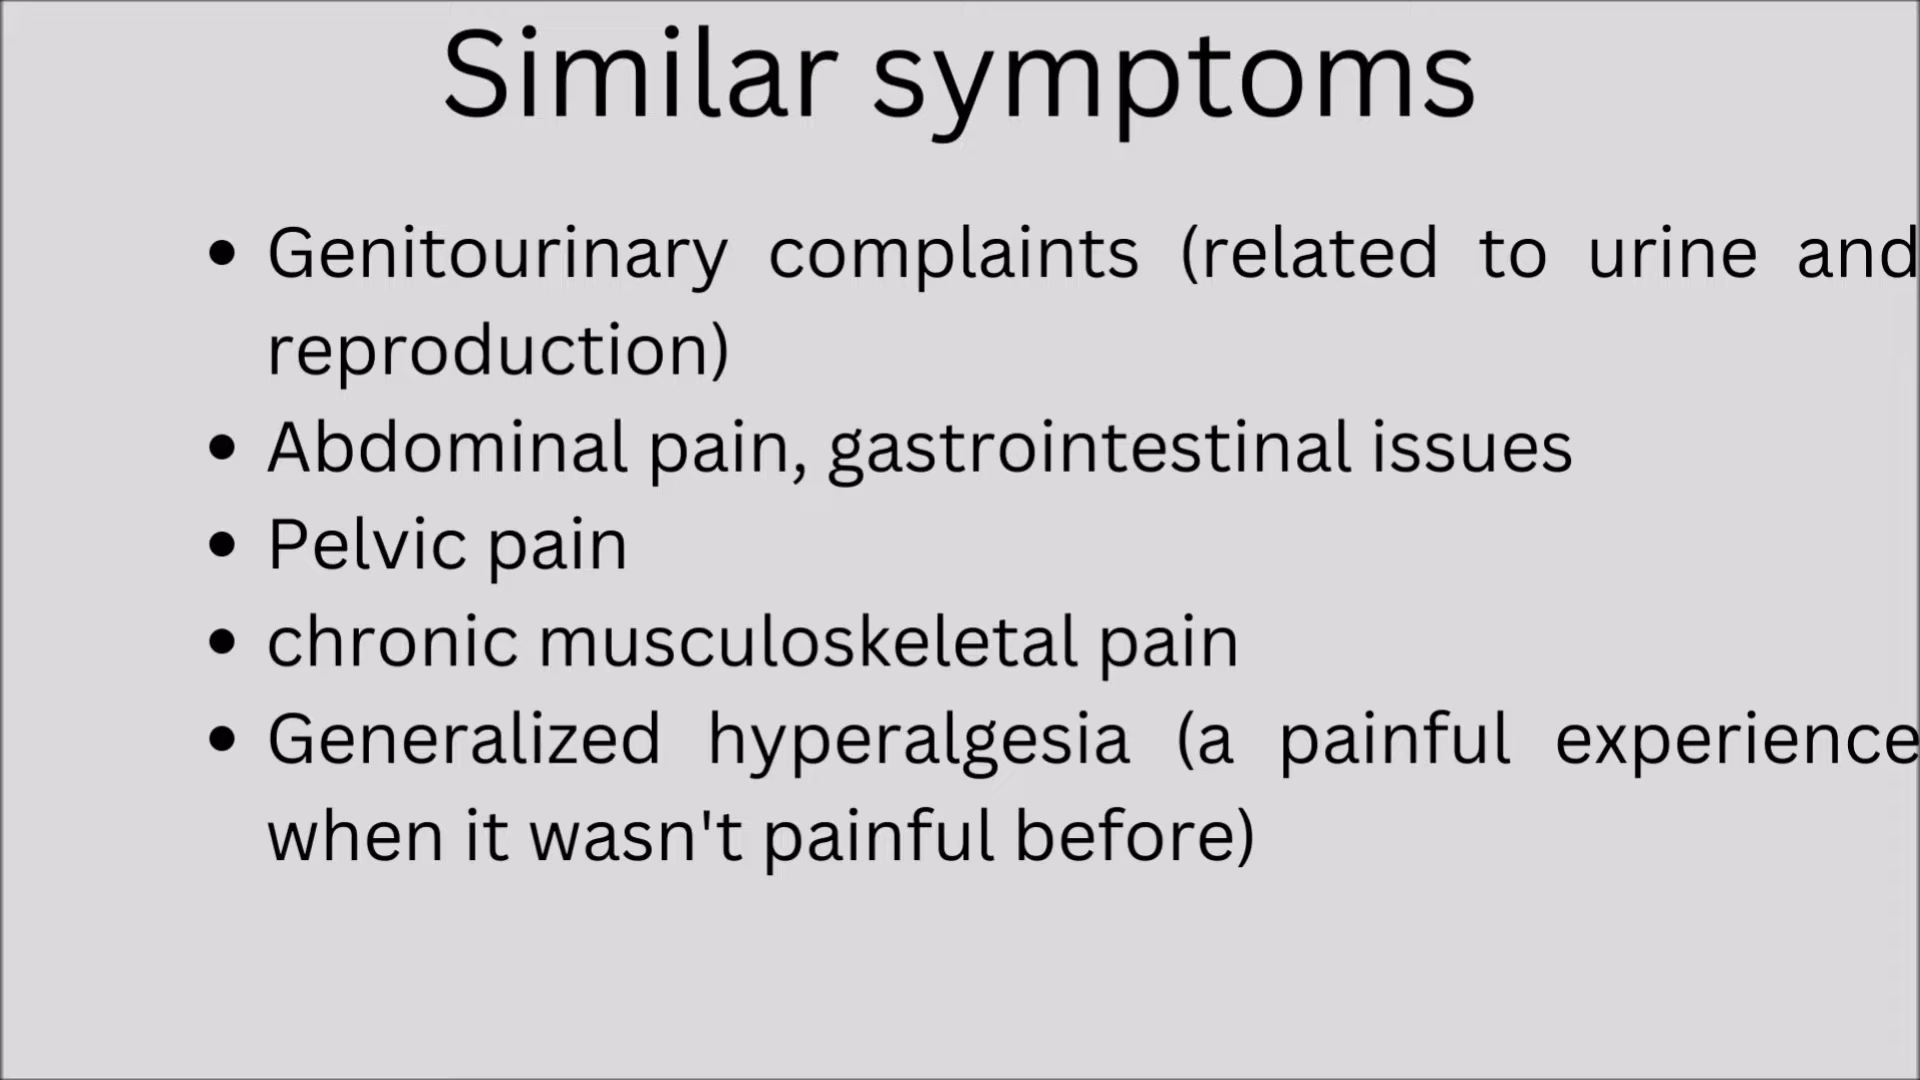 Similar symptoms
• Genitourinary complaints (related to urine and
reproduction)
• Abdominal pain, gastrointestinal issues
• Pelvic pain
• chronic musculoskeletal pain
• Generalized hyperalgesia (a painful experience
when it wasn't painful before)